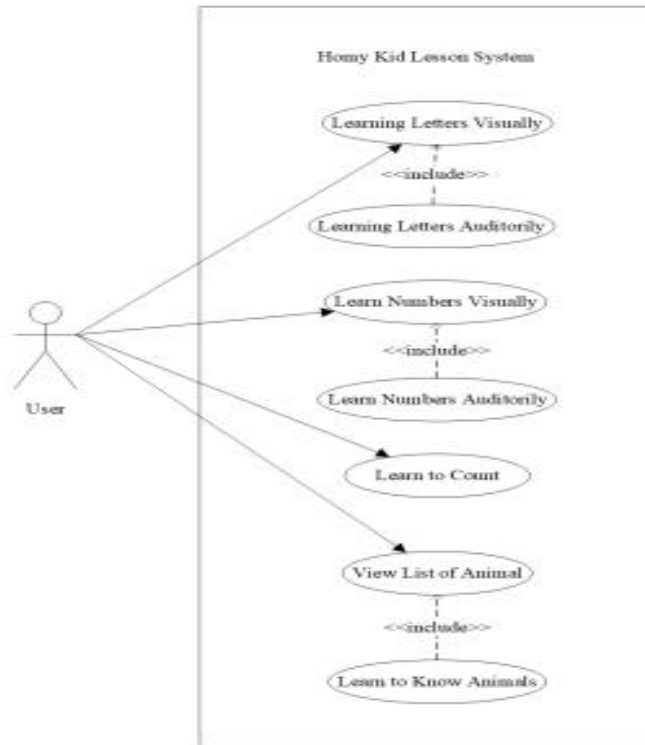 Homy Kid Lesson System
Learning Letters Visually
<<include>>
Learning Letters Auditorily
Learn Numbers Visually
<<include>>
Learn Numbers Auditorily
User
Learn to Count
View List of Animal
<<include>>
Learn to Know Animals